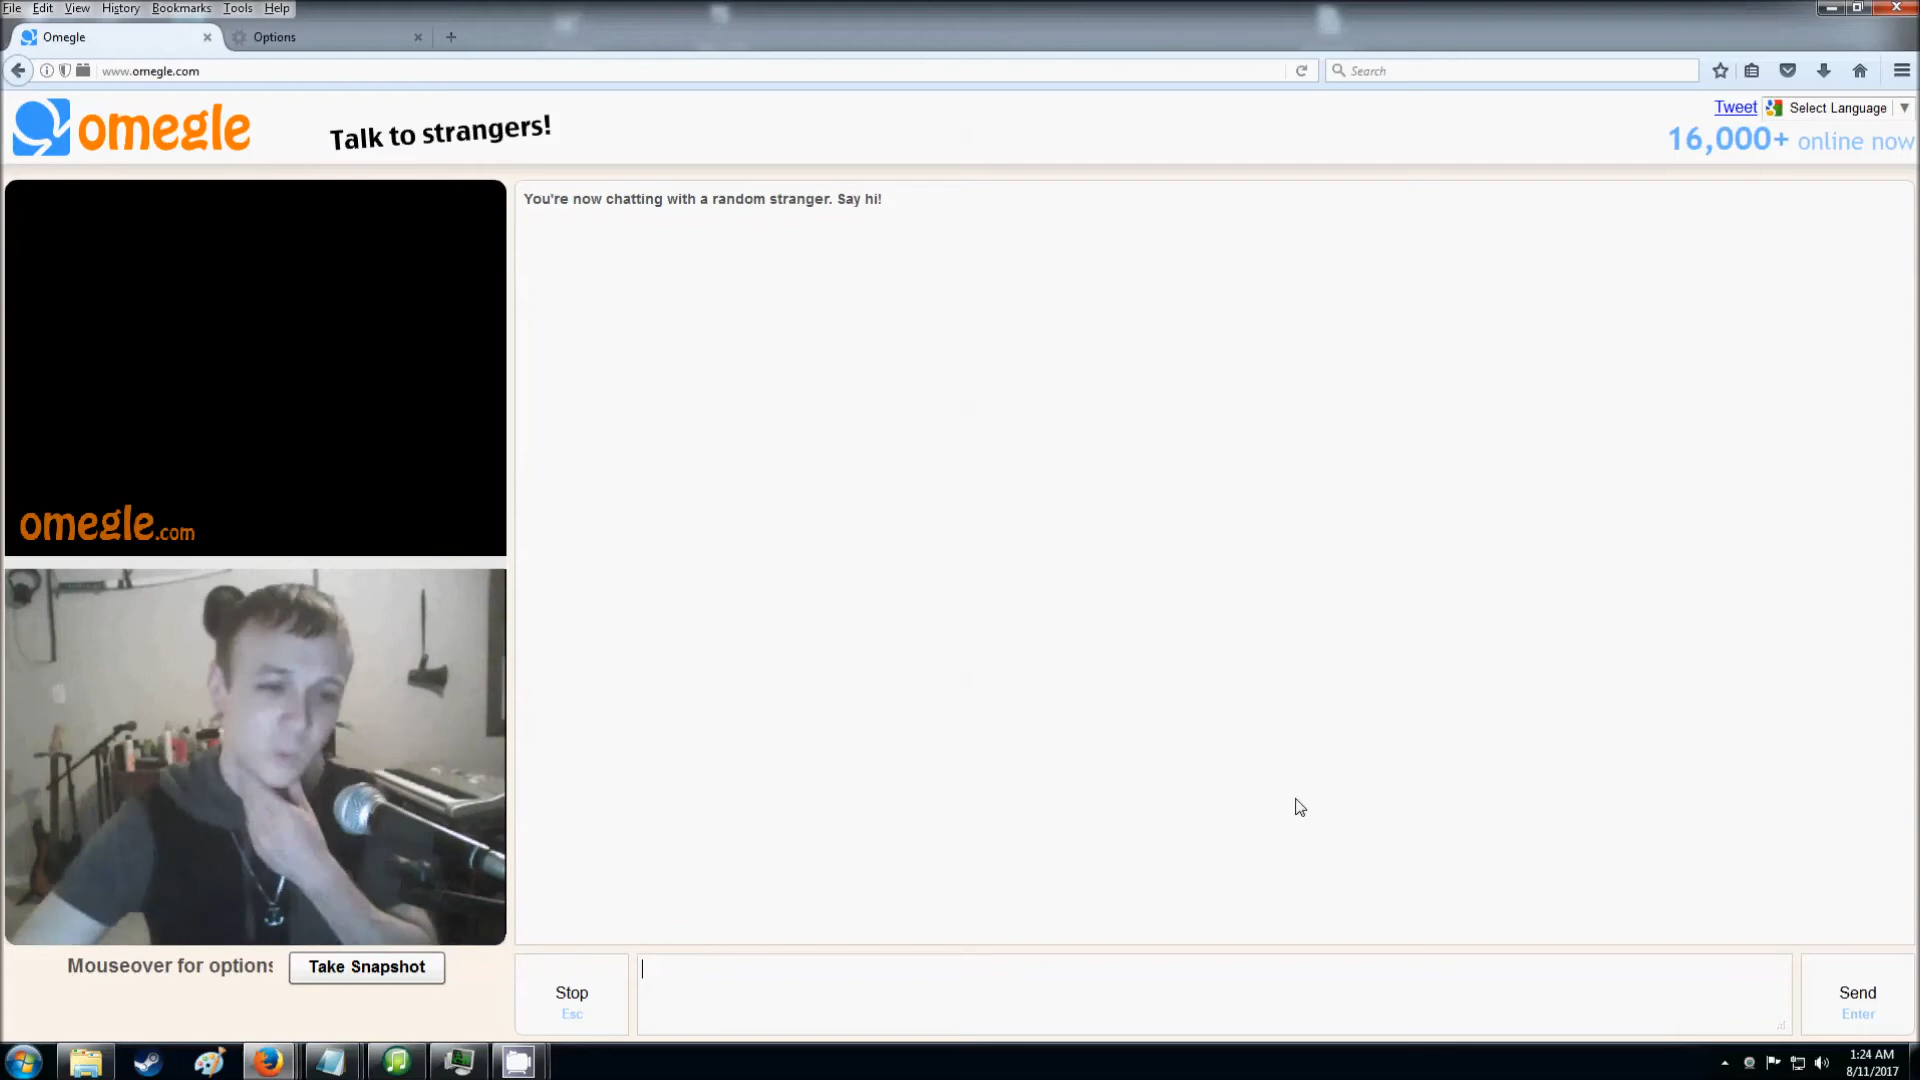 File Edit View History Bookmarks Tools Help
Omegle
Options
www.omegle.com
Search
omegle
Talk to strangers!
Tweet
Select Language
16,000+ online now
You're now chatting with a random stranger. Say hi!
omegle.com
Mouseover for options
Take Snapshot
Stop
Esc
Send
Enter
1:24 AM
8/11/2017